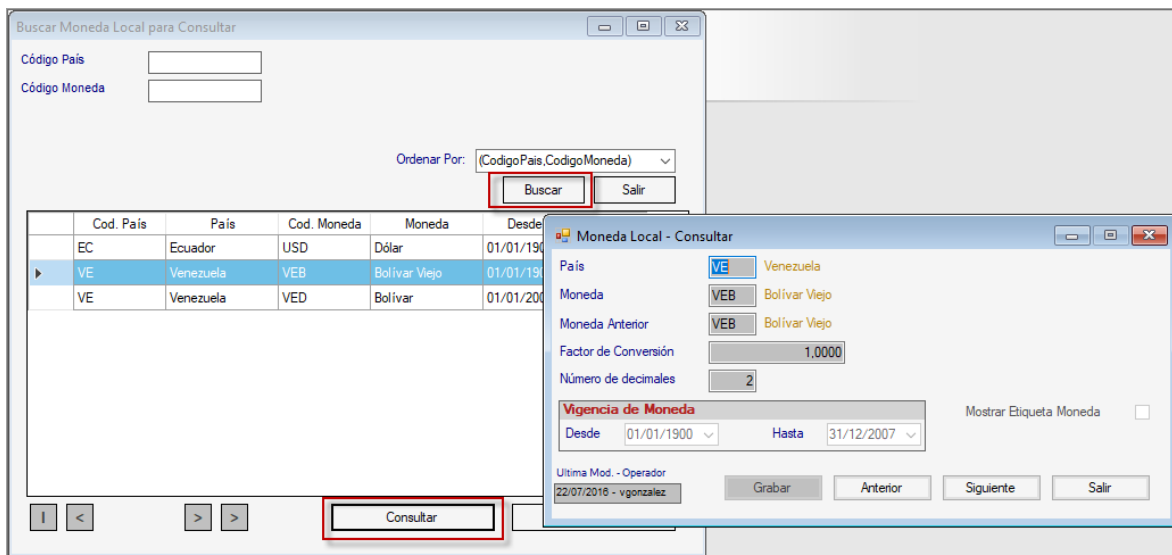 Buscar Moneda Local para Consultar
Código País
Código Moneda
Ordenar Por: (CodigoPais,CodigoMoneda)
Buscar Salir
Cod. País País Cod. Moneda Moneda Desde
EC Ecuador USD Dólar 01/01/190
VE Venezuela VEB Bolívar Viejo 01/01/190
VE Venezuela VED Bolívar 01/01/200
I < > > Consultar
Moneda Local - Consultar
País VE Venezuela
Moneda VEB Bolívar Viejo
Moneda Anterior VEB Bolívar Viejo
Factor de Conversión 1,0000
Número de decimales 2
Vigencia de Moneda Mostrar Etiqueta Moneda
Desde 01/01/1900 Hasta 31/12/2007
Ultima Mod. - Operador
22/07/2016 - vgonzalez
Grabar Anterior Siguiente Salir